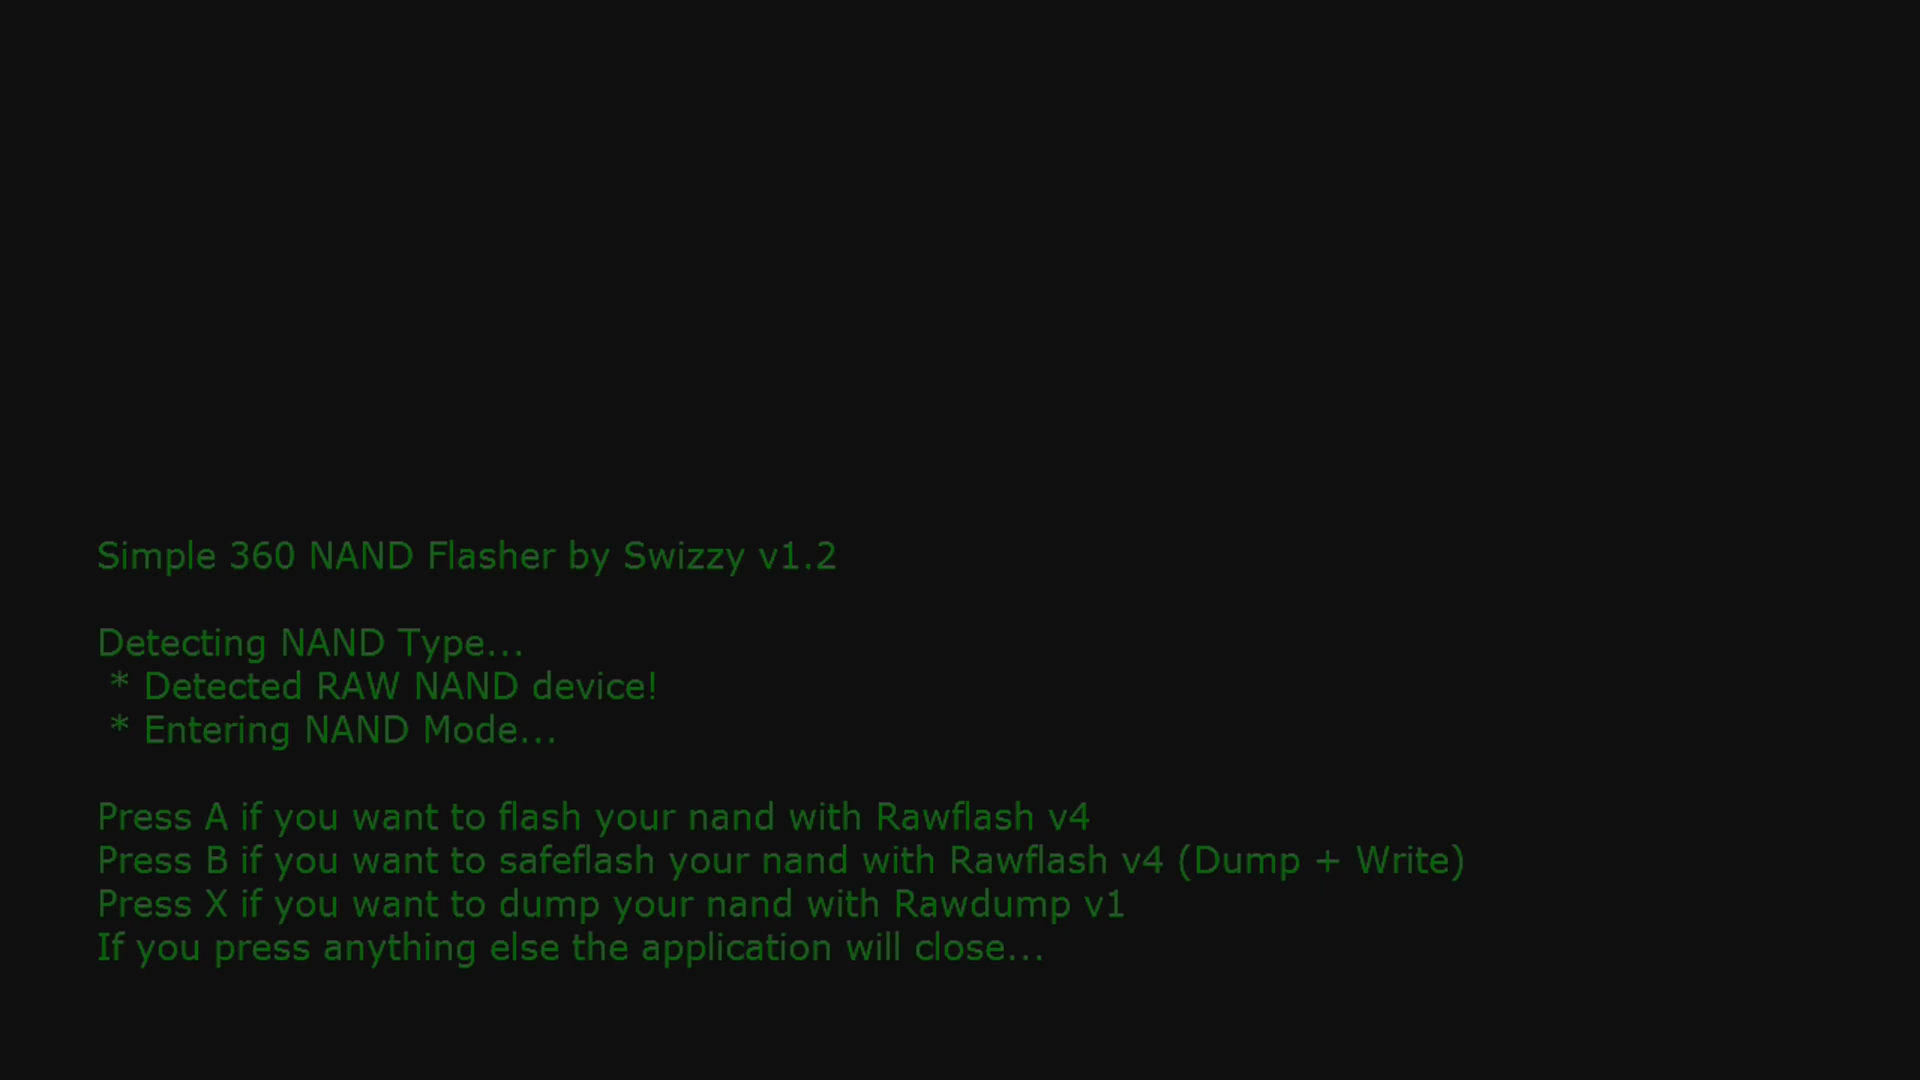 Simple 360 NAND Flasher by Swizzy v1.2
Detecting NAND Type...
* Detected RAW NAND device!
* Entering NAND Mode...
Press A if you want to flash your nand with Rawflash v4
Press B if you want to safeflash your nand with Rawflash v4 (Dump + Write)
Press X if you want to dump your nand with Rawdump v1
If you press anything else the application will close...